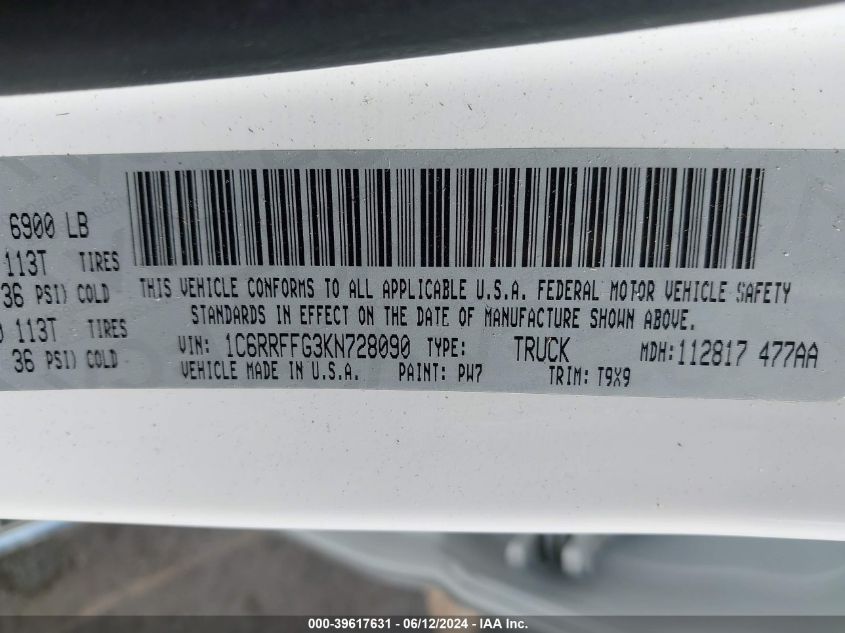 6900 LB
113T TIRES
36 PSI) COLD
113T TIRES
36 PSI) COLD
THIS VEHICLE CONFORMS TO ALL APPLICABLE U.S.A. FEDERAL MOTOR VEHICLE SAFETY
STANDARDS IN EFFECT ON THE DATE OF MANUFACTURE SHOWN ABOVE.
VIN: 1C6RRFFG3KN728090 TYPE: TRUCK MDH:112817 477AA
VEHICLE MADE IN U.S.A. PAINT: PW7 TRIM: T9X9
000-39617631 - 06/12/2024 - IAA Inc.